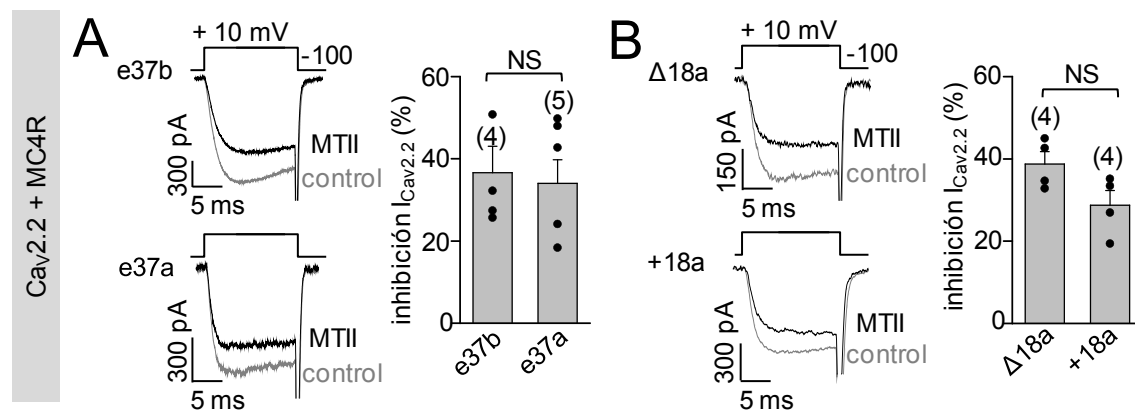 Cav2.2 + MC4R
A
+ 10 mV
-100
e37b
MTII
control
300 pA
5 ms
e37a
MTII
control
300 pA
5 ms
inhibición ICav2.2 (%)
60
40
20
0
NS
(4)
(5)
e37b
e37a
B
+ 10 mV
-100
Δ18a
MTII
control
150 pA
5 ms
+18a
MTII
control
300 pA
5 ms
inhibición ICav2.2 (%)
60
40
20
0
NS
(4)
(4)
Δ18a
+18a